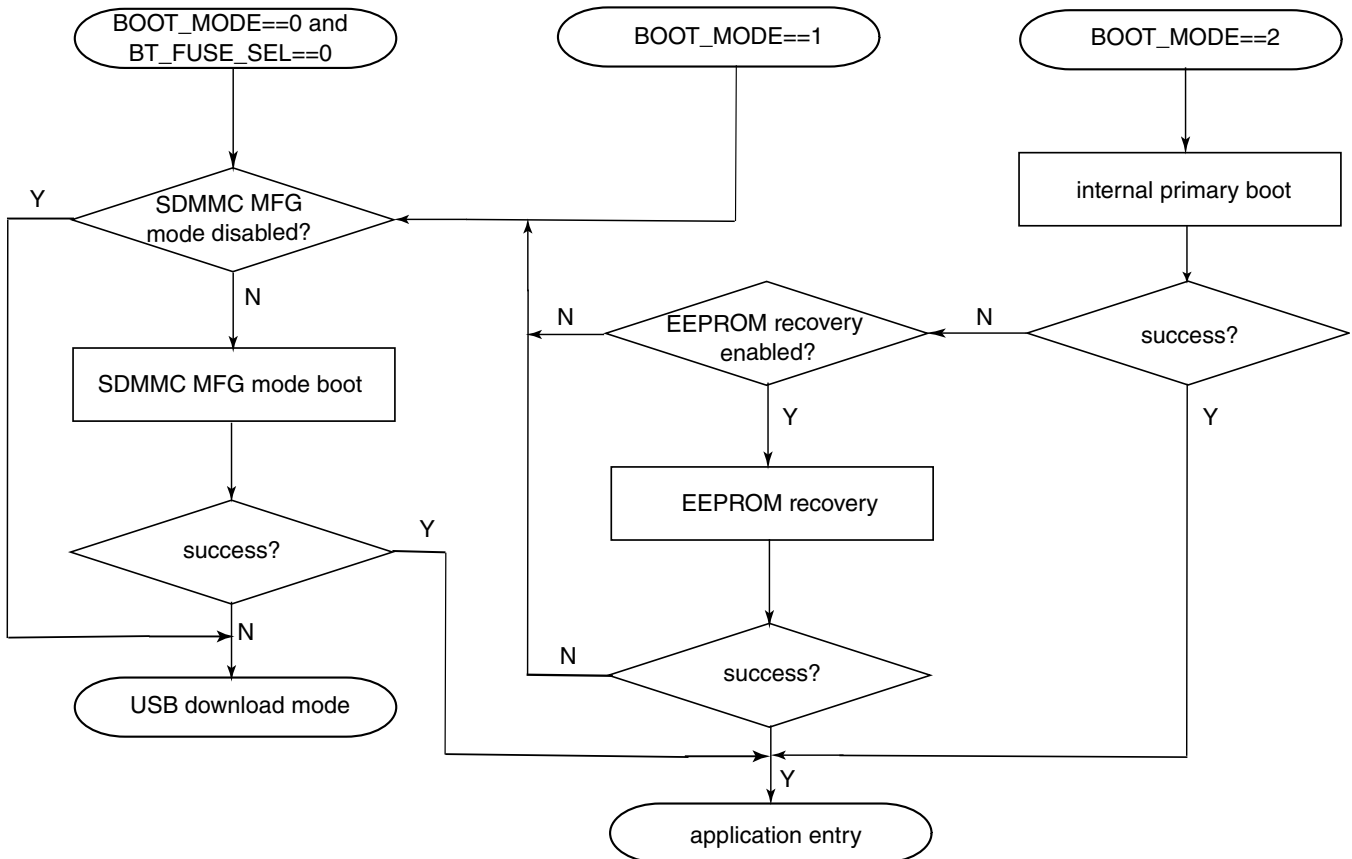 BOOT_MODE==0 and
BT_FUSE_SEL==0
BOOT_MODE==1
BOOT_MODE==2
Y
SDMMC MFG
mode disabled?
internal primary boot
N
N
EEPROM recovery
enabled?
N
success?
SDMMC MFG mode boot
Y
Y
EEPROM recovery
Y
success?
N
N
success?
USB download mode
Y
application entry